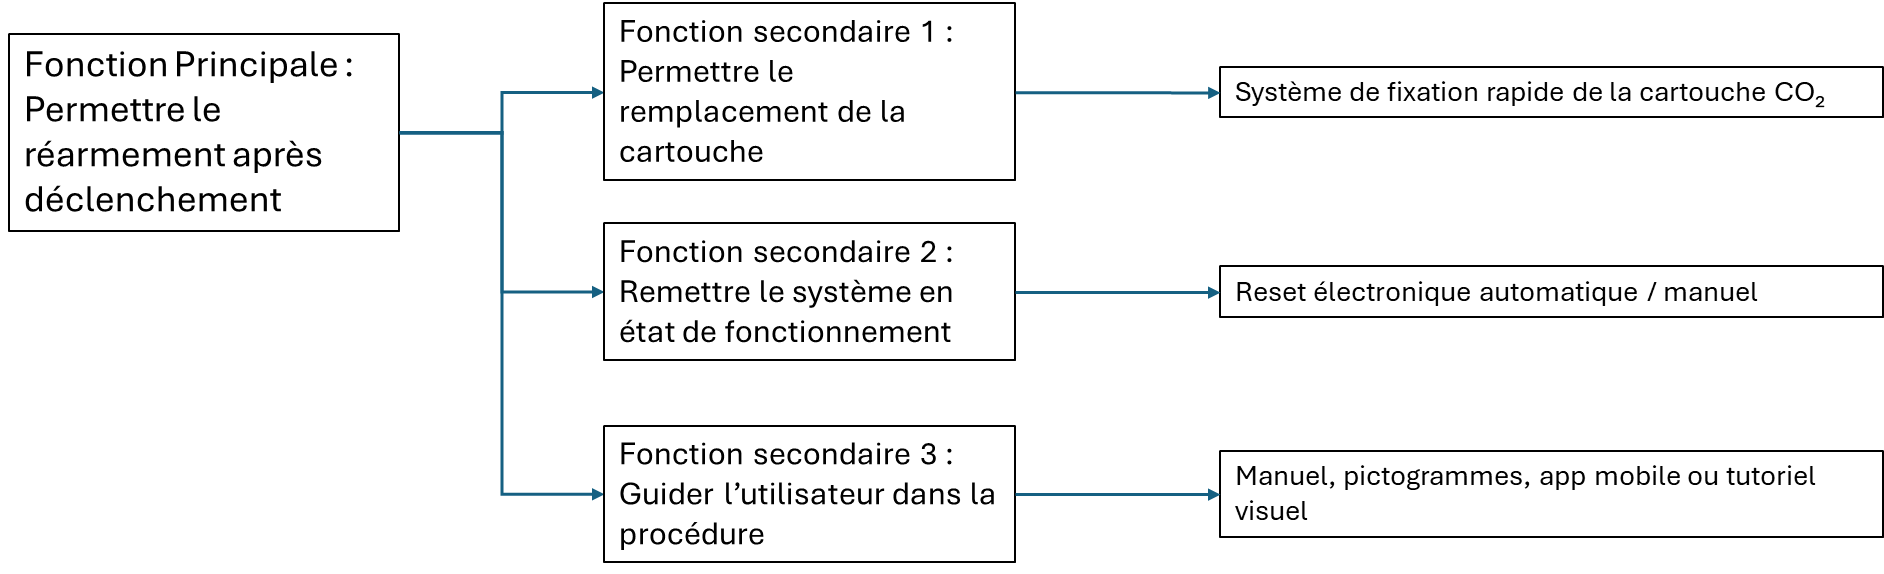 Fonction Principale :
Permettre le
réarmement après
déclenchement
Fonction secondaire 1 :
Permettre le
remplacement de la
cartouche
Système de fixation rapide de la cartouche CO₂
Fonction secondaire 2 :
Remettre le système en
état de fonctionnement
Reset électronique automatique / manuel
Fonction secondaire 3 :
Guider l’utilisateur dans la
procédure
Manuel, pictogrammes, app mobile ou tutoriel
visuel